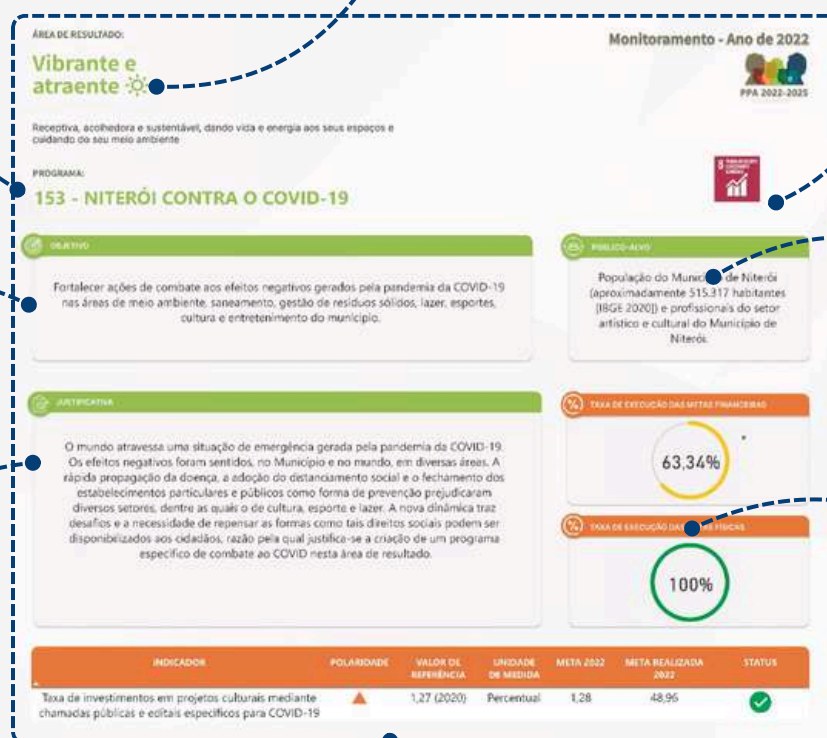 ÁREA DE RESULTADO:
Vibrante e
atraente
Receptiva, acolhedora e sustentável, dando vida e energia aos seus espaços e
cuidando do seu meio ambiente
Monitoramento - Ano de 2022
PPA 2022-2025
PROGRAMA:
153 - NITERÓI CONTRA O COVID-19
8
OBJETIVO
Fortalecer ações de combate aos efeitos negativos gerados pela pandemia da COVID-19
nas áreas de meio ambiente, saneamento, gestão de resíduos sólidos, lazer, esportes,
cultura e entretenimento do município.
PÚBLICO-ALVO
População do Município de Niterói
(aproximadamente 515.317 habitantes
[IBGE 2020]) e profissionais do setor
artístico e cultural do Município de
Niterói.
JUSTIFICATIVA
O mundo atravessa uma situação de emergência gerada pela pandemia da COVID-19.
Os efeitos negativos foram sentidos, no Município e no mundo, em diversas áreas. A
rápida propagação da doença, a adoção do distanciamento social e o fechamento dos
estabelecimentos particulares e públicos como forma de prevenção prejudicaram
diversos setores, dentre as quais o de cultura, esporte e lazer. A nova dinâmica traz
desafios e a necessidade de repensar as formas como tais direitos sociais podem ser
disponibilizados aos cidadãos, razão pela qual justifica-se a criação de um programa
específico de combate ao COVID nesta área de resultado.
TAXA DE EXECUÇÃO DAS METAS FINANCEIRAS
63,34%
*
TAXA DE EXECUÇÃO DAS FÍSICAS
100%
INDICADOR POLARIDADE VALOR DE REFERÊNCIA UNIDADE DE MEDIDA META 2022 META REALIZADA 2022 STATUS
Taxa de investimentos em projetos culturais mediante 1,27 (2020) Percentual 1,28 48,95
chamadas públicas e editais específicos para COVID-19